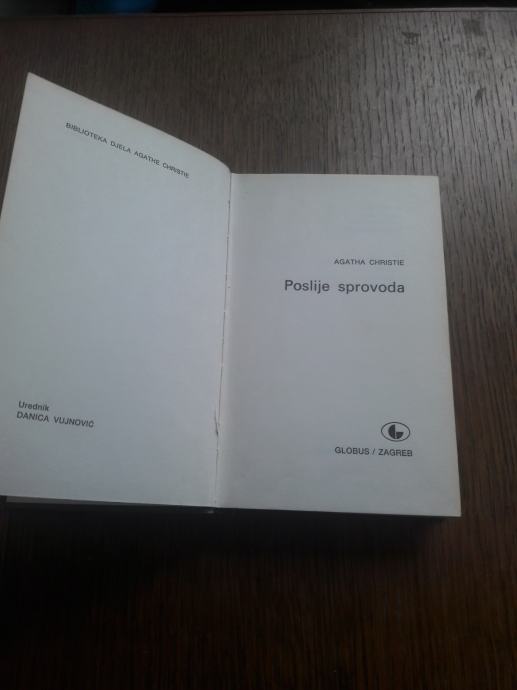 BIBLIOTEKA DJELA AGATHE CHRISTIE
Urednik
DANICA VUJNOVIĆ
AGATHA CHRISTIE
Poslije sprovoda
GLOBUS / ZAGREB